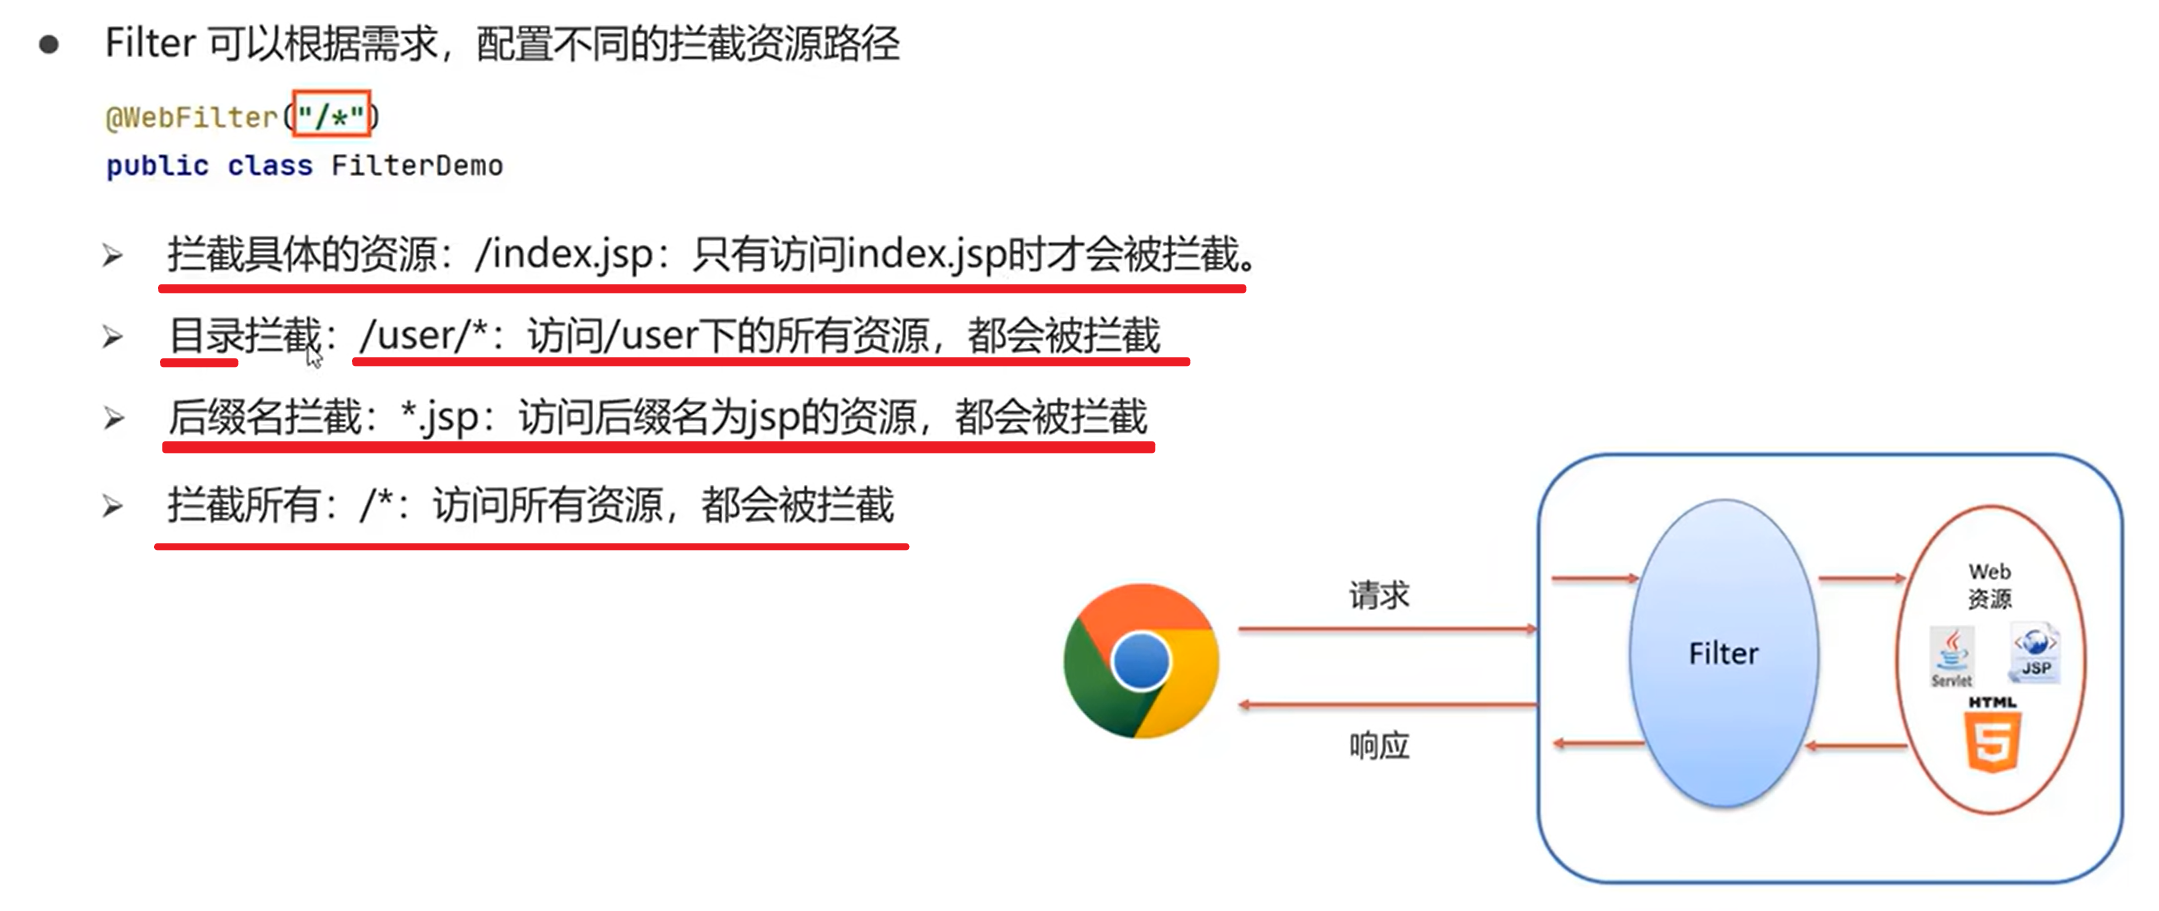 Filter 可以根据需求，配置不同的拦截资源路径
@WebFilter("/*")
public class FilterDemo
拦截具体的资源：/index.jsp：只有访问index.jsp时才会被拦截。
目录拦截：/user/*：访问/user下的所有资源，都会被拦截
后缀名拦截：*.jsp：访问后缀名为jsp的资源，都会被拦截
拦截所有：/*：访问所有资源，都会被拦截
请求
响应
Filter
Web
资源
Servlet
JSP
HTML
5